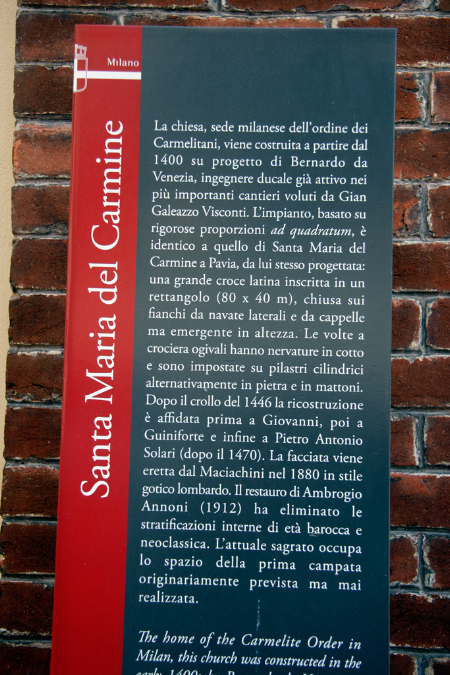 Milano
Santa Maria del Carmine
La chiesa, sede milanese dell'ordine dei
Carmelitani, viene costruita a partire dal
1400 su progetto di Bernardo da
Venezia, ingegnere ducale già attivo nei
più importanti cantieri voluti da Gian
Galeazzo Visconti. L'impianto, basato su
rigorose proporzioni ad quadratum, è
identico a quello di Santa Maria del
Carmine a Pavia, da lui stesso progettata:
una grande croce latina inscritta in un
rettangolo (80 x 40 m), chiusa sui
fianchi da navate laterali e da cappelle
ma emergente in altezza. Le volte a
crociera ogivali hanno nervature in cotto
e sono impostate su pilastri cilindrici
alternativamente in pietra e in mattoni.
Dopo il crollo del 1446 la ricostruzione
è affidata prima a Giovanni, poi a
Guiniforte e infine a Pietro Antonio
Solari (dopo il 1470). La facciata viene
eretta dal Maciachini nel 1880 in stile
gotico lombardo. Il restauro di Ambrogio
Annoni (1912) ha eliminato le
stratificazioni interne di età barocca e
neoclassica. L'attuale sagrato occupa
lo spazio della prima campata
originariamente prevista ma mai
realizzata.
The home of the Carmelite Order in
Milan, this church was constructed in the
early 1400s by